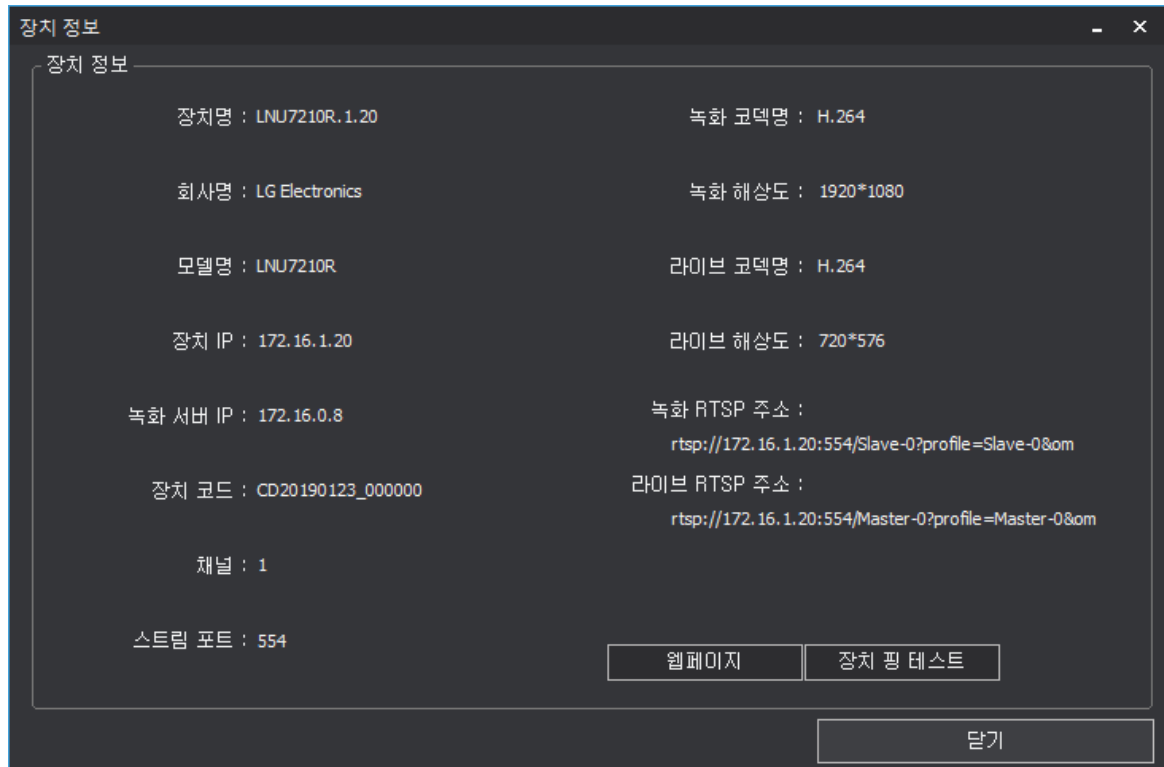 장치 정보
장치 정보
장치명 : LNU7210R.1.20
회사명 : LG Electronics
모델명 : LNU7210R
장치 IP : 172.16.1.20
녹화 서버 IP : 172.16.0.8
장치 코드 : CD20190123_000000
채널 : 1
스트림 포트 : 554
녹화 코덱명 : H.264
녹화 해상도 : 1920*1080
라이브 코덱명 : H.264
라이브 해상도 : 720*576
녹화 RTSP 주소 :
rtsp://172.16.1.20:554/Slave-0?profile=Slave-0&om
라이브 RTSP 주소 :
rtsp://172.16.1.20:554/Master-0?profile=Master-0&om
웹페이지
장치 핑 테스트
닫기